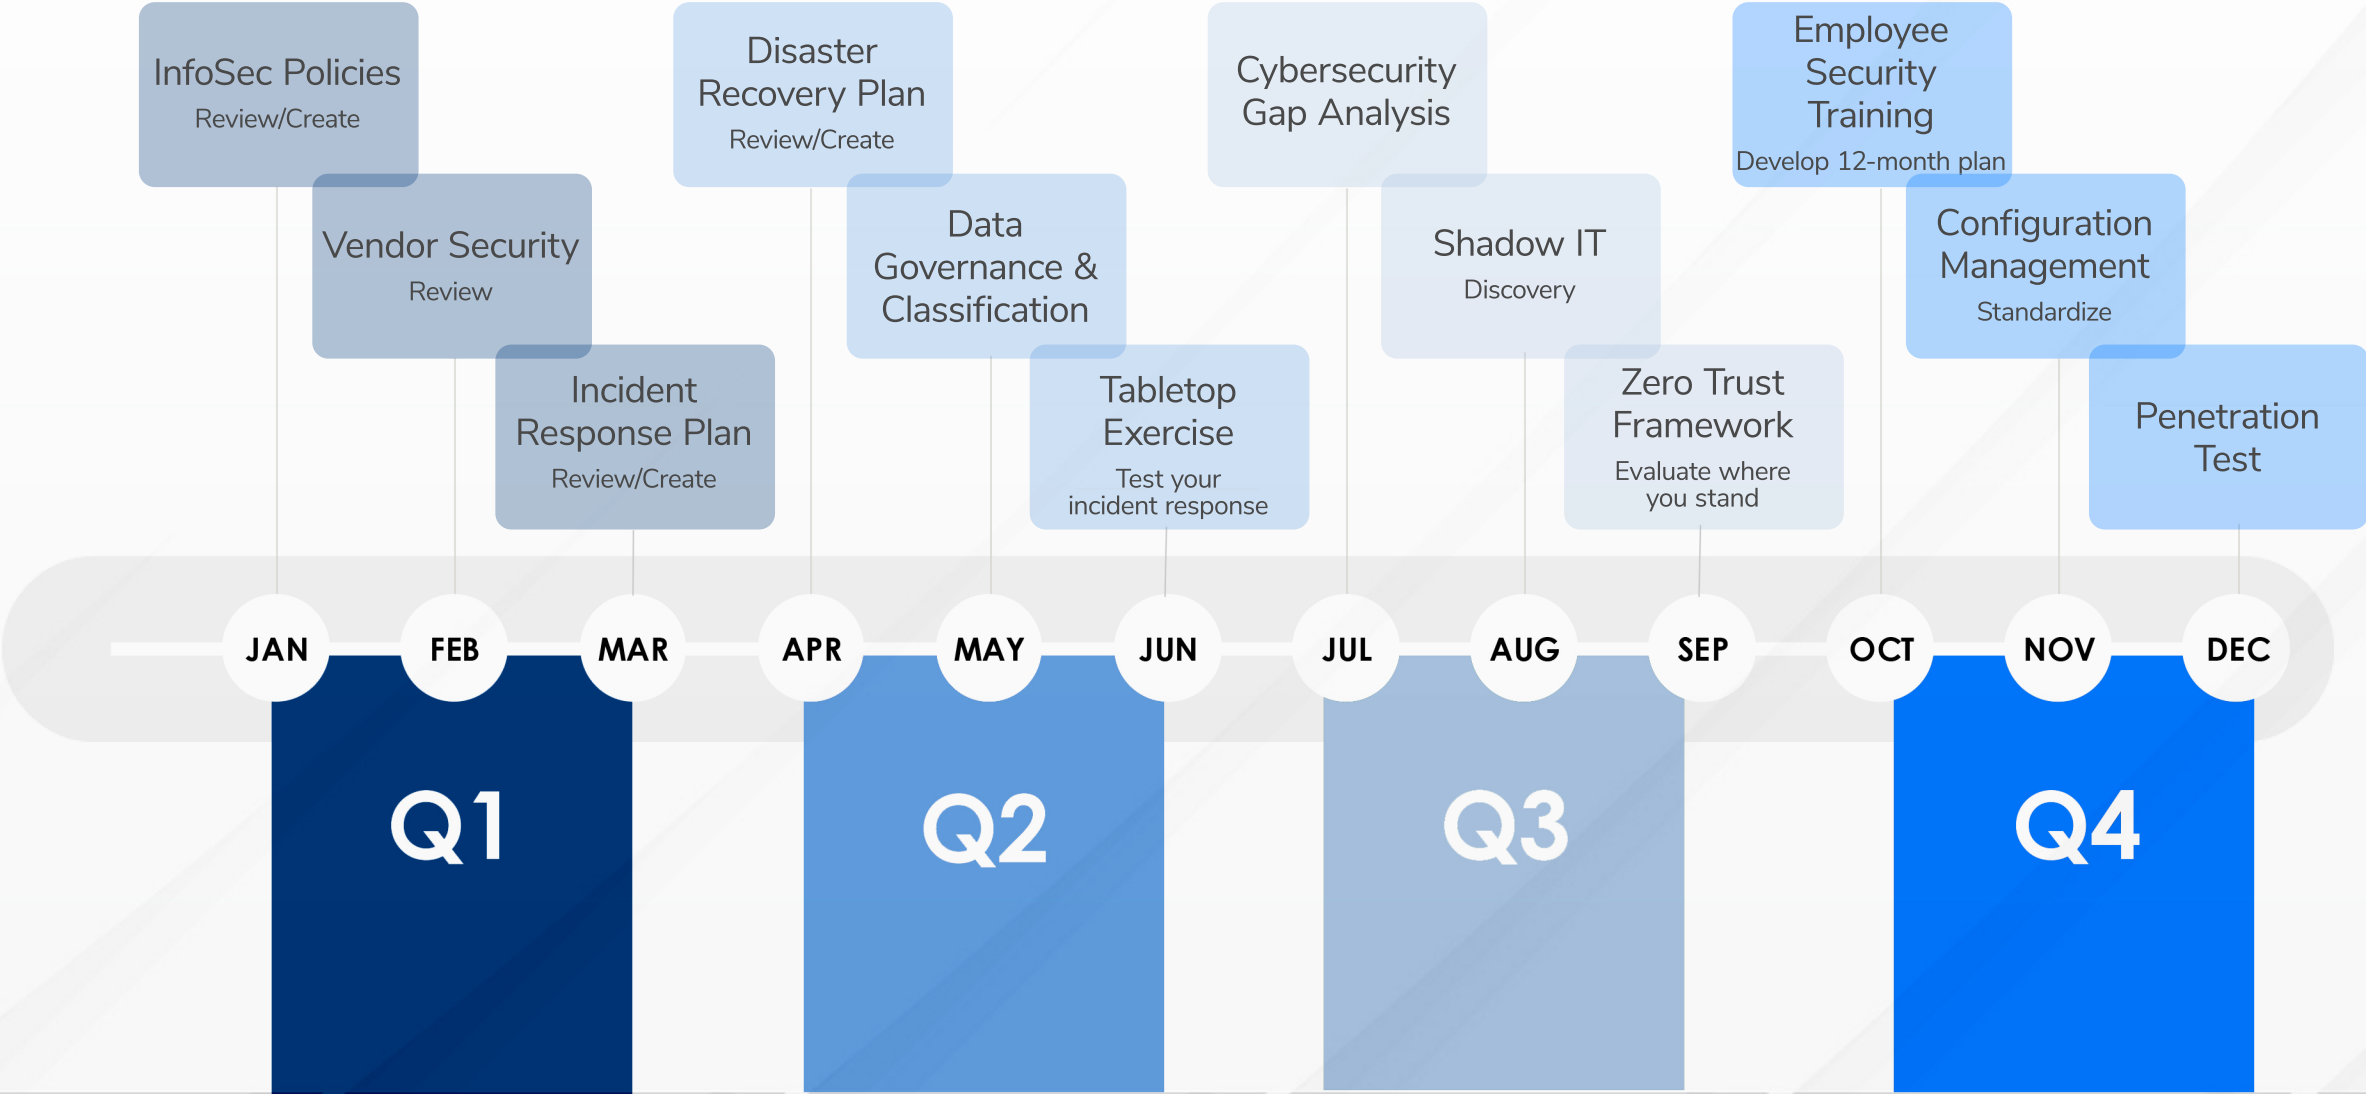 InfoSec Policies
Review/Create
Vendor Security
Review
Incident
Response Plan
Review/Create
Disaster
Recovery Plan
Review/Create
Data
Governance &
Classification
Tabletop
Exercise
Test your
incident response
Cybersecurity
Gap Analysis
Shadow IT
Discovery
Zero Trust
Framework
Evaluate where
you stand
Employee
Security
Training
Develop 12-month plan
Configuration
Management
Standardize
Penetration
Test
JAN FEB MAR APR MAY JUN JUL AUG SEP OCT NOV DEC
Q1 Q2 Q3 Q4